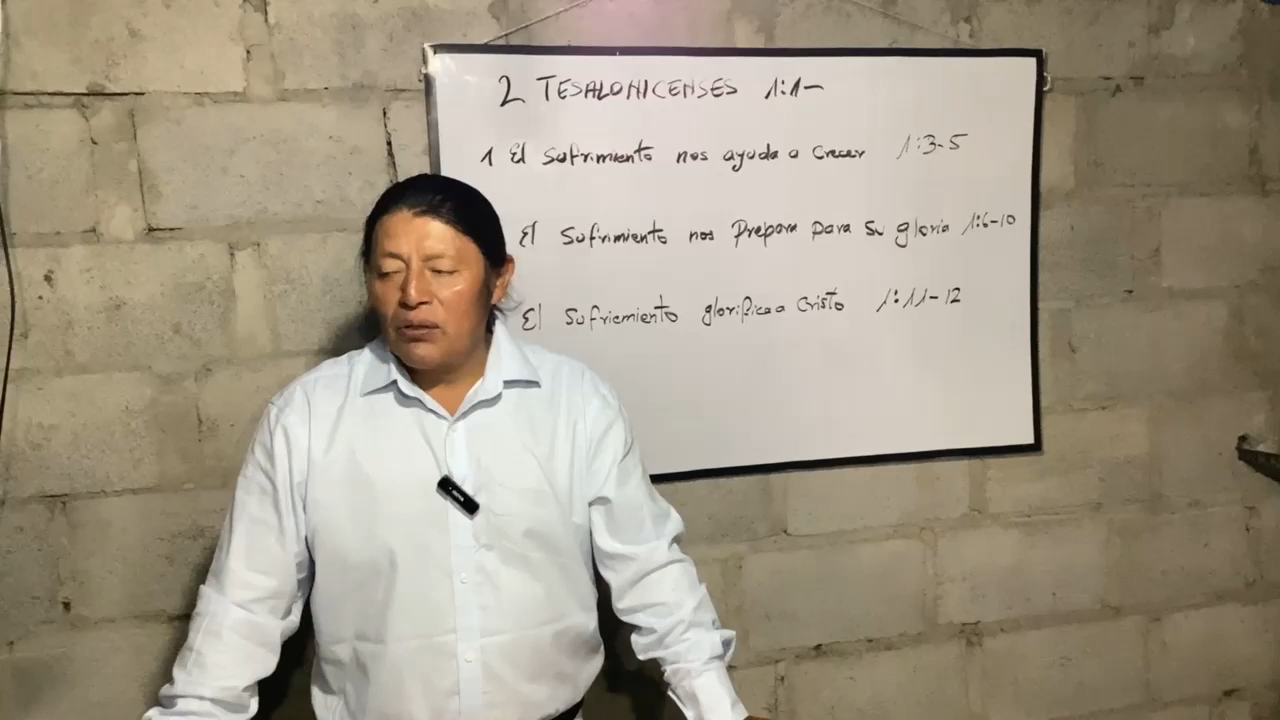 2 TESALONICENSES 1:1-
1 El sufrimiento nos ayuda a crecer 1:3-5
El sufrimiento nos prepara para su gloria 1:6-10
El sufriemiento glorifica a Cristo 1:11-12